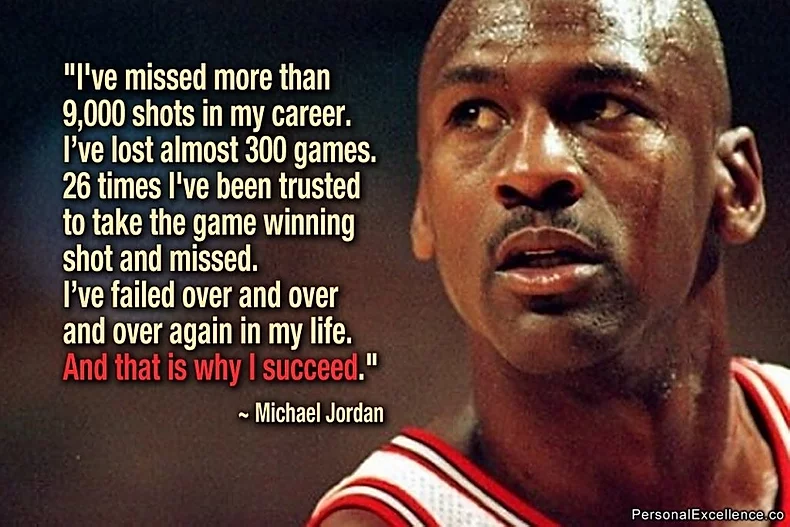 "I've missed more than
9,000 shots in my career.
I’ve lost almost 300 games.
26 times I've been trusted
to take the game winning
shot and missed.
I’ve failed over and over
and over again in my life.
And that is why I succeed."
~ Michael Jordan
PersonalExcellence.co